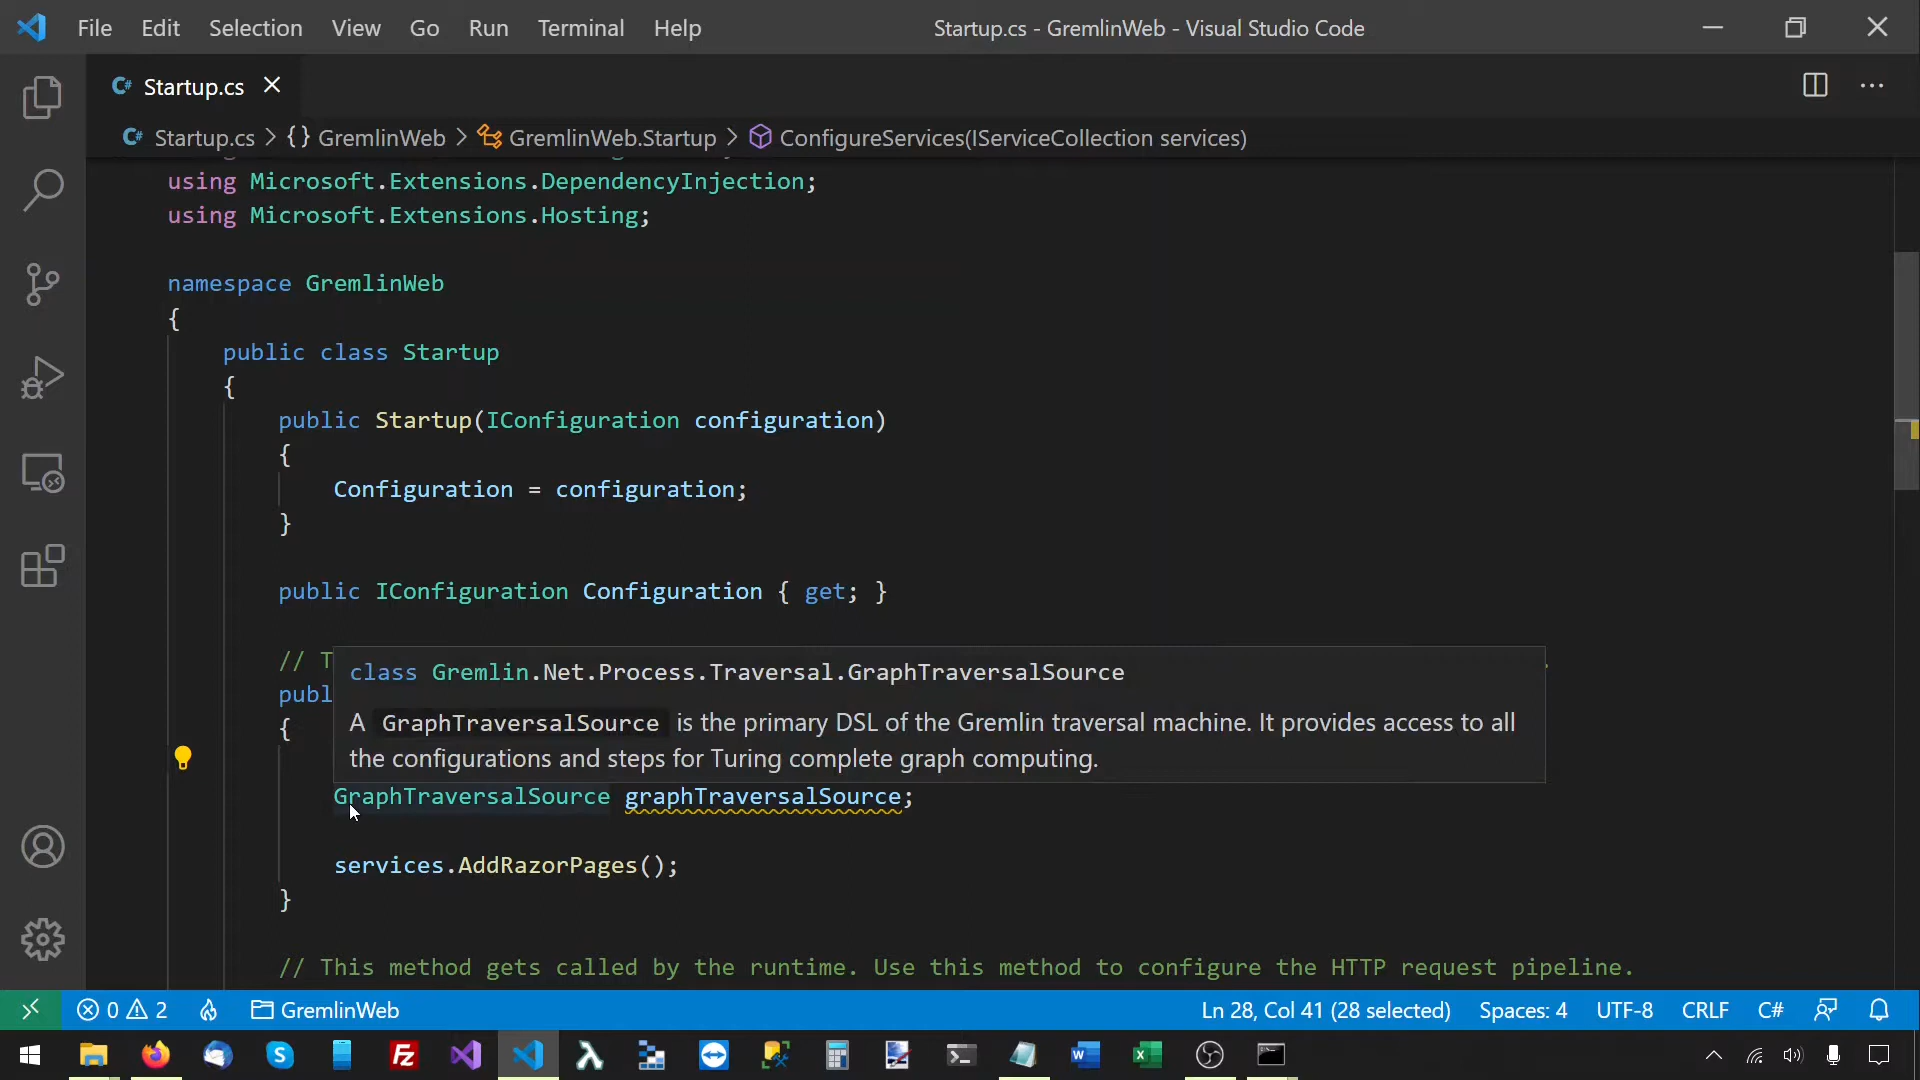 File Edit Selection View Go Run Terminal Help Startup.cs - GremlinWeb - Visual Studio Code
C# Startup.cs
C# Startup.cs > {} GremlinWeb > GremlinWeb.Startup > ConfigureServices(IServiceCollection services)
using Microsoft.Extensions.DependencyInjection;
using Microsoft.Extensions.Hosting;
namespace GremlinWeb
{
public class Startup
{
public Startup(IConfiguration configuration)
{
Configuration = configuration;
}
public IConfiguration Configuration { get; }
// T
publ
class Gremlin.Net.Process.Traversal.GraphTraversalSource
A GraphTraversalSource is the primary DSL of the Gremlin traversal machine. It provides access to all
the configurations and steps for Turing complete graph computing.
{
GraphTraversalSource graphTraversalSource;
services.AddRazorPages();
}
// This method gets called by the runtime. Use this method to configure the HTTP request pipeline.
0 2 GremlinWeb Ln 28, Col 41 (28 selected) Spaces: 4 UTF-8 CRLF C#